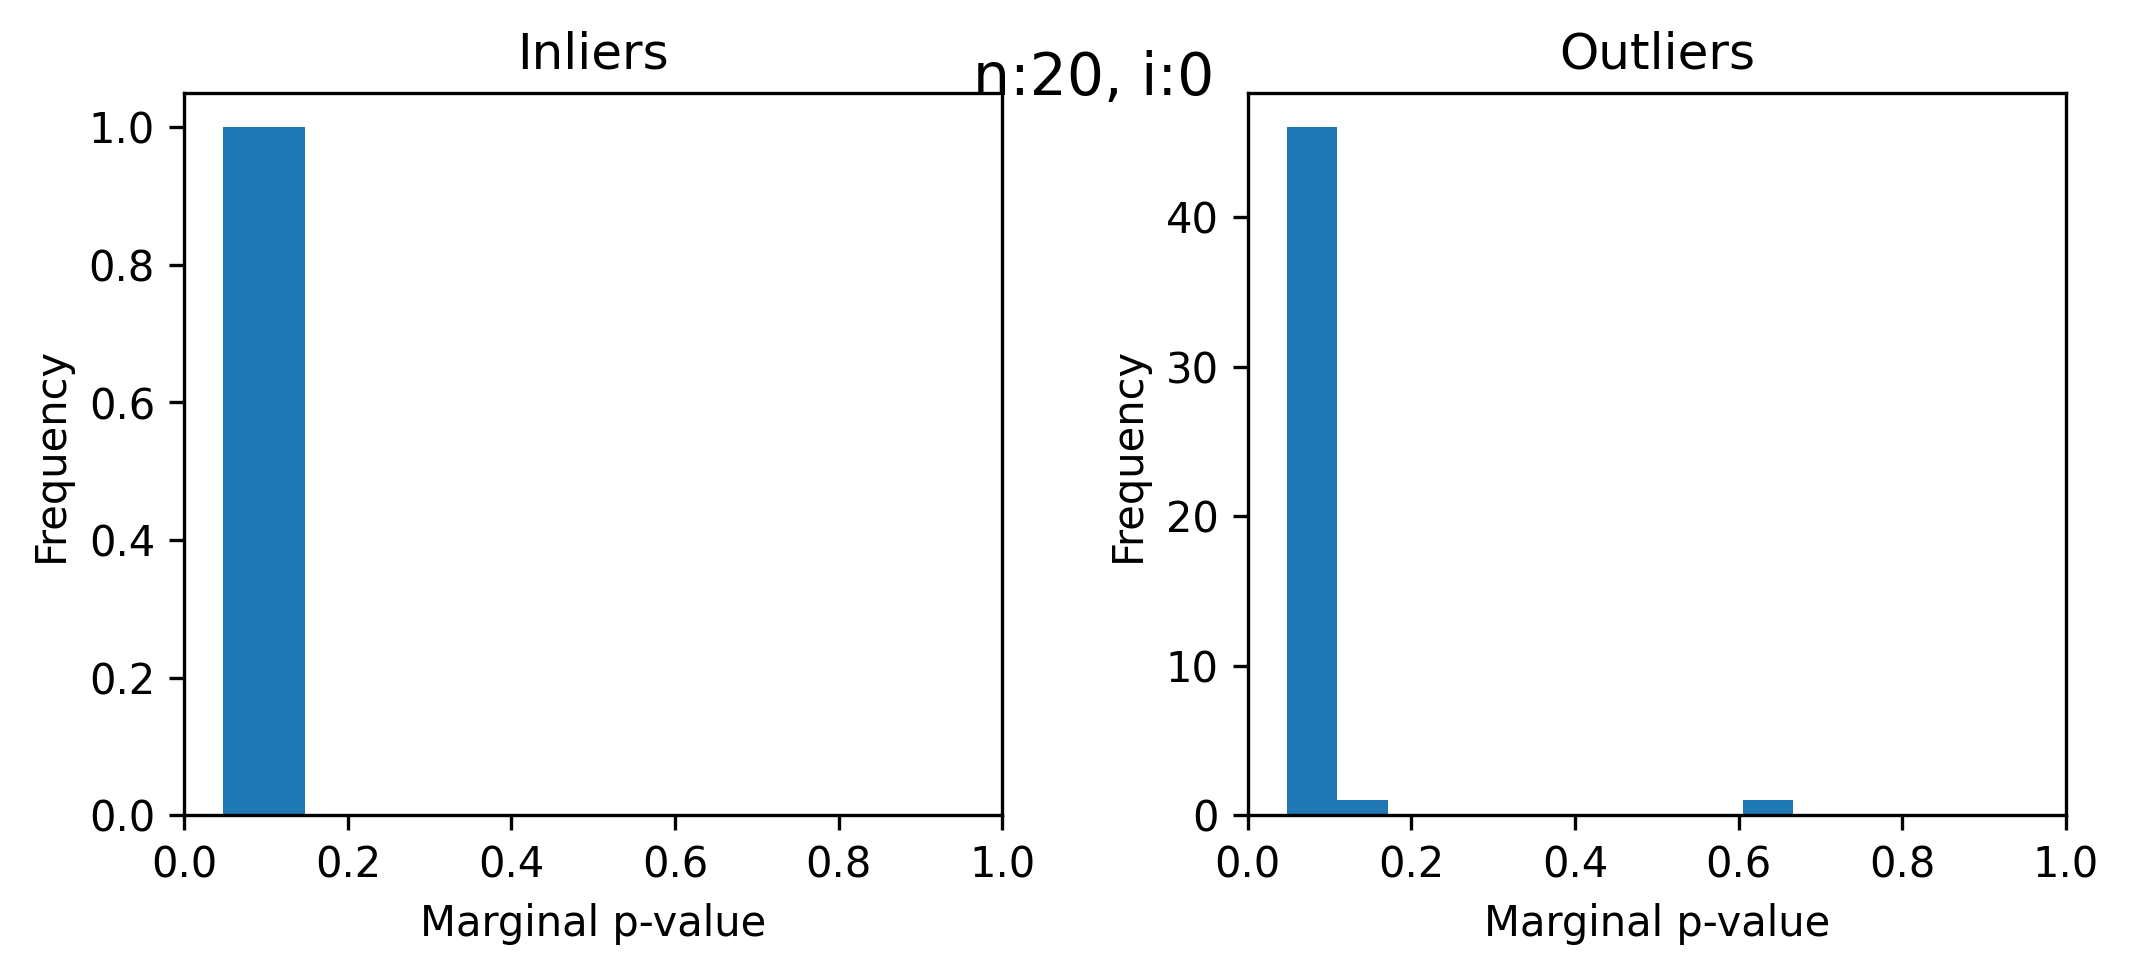 n:20, i:0
Inliers
Frequency
1.0
0.8
0.6
0.4
0.2
0.0
0.0 0.2 0.4 0.6 0.8 1.0
Marginal p-value
Outliers
Frequency
40
30
20
10
0
0.0 0.2 0.4 0.6 0.8 1.0
Marginal p-value